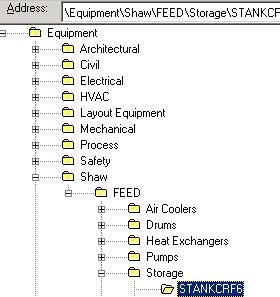 Address: \Equipment\Shaw\FEED\Storage\STANKCRF6
Equipment
Architectural
Civil
Electrical
HVAC
Layout Equipment
Mechanical
Process
Safety
Shaw
FEED
Air Coolers
Drums
Heat Exchangers
Pumps
Storage
STANKCRF6